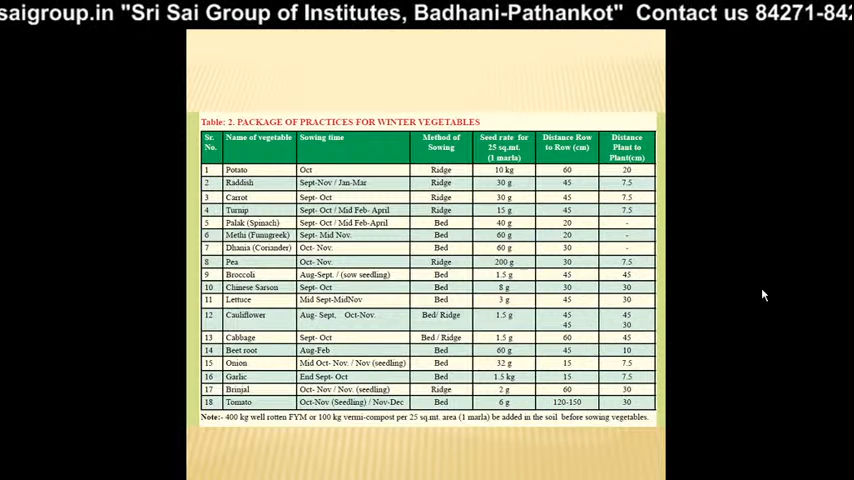 saigroup.in "Sri Sai Group of Institutes, Badhani-Pathankot" Contact us 84271-842
Table: 2. PACKAGE OF PRACTICES FOR WINTER VEGETABLES
Sr. No. Name of vegetable Sowing time Method of Sowing Seed rate for 25 sq.mt. (1 marla) Distance Row to Row (cm) Distance Plant to Plant(cm)
1 Potato Oct Ridge 10 kg 60 20
2 Raddish Sept-Nov / Jan-Mar Ridge 30 g 45 7.5
3 Carrot Sept- Oct Ridge 30 g 45 7.5
4 Turnip Sept- Oct / Mid Feb- April Ridge 15 g 45 7.5
5 Palak (Spinach) Sept- Oct / Mid Feb-April Bed 40 g 20 -
6 Methi (Funugreek) Sept- Mid Nov. Bed 60 g 20 -
7 Dhania (Coriander) Oct- Nov. Bed 60 g 30 -
8 Pea Oct- Nov. Ridge 200 g 30 7.5
9 Broccoli Aug-Sept. / (sow seedling) Bed 1.5 g 45 45
10 Chinese Sarson Sept- Oct Bed 8 g 30 30
11 Lettuce Mid Sept-MidNov Bed 3 g 45 30
12 Cauliflower Aug- Sept, Oct-Nov. Bed/ Ridge 1.5 g 45 45
45 30
13 Cabbage Sept- Oct Bed / Ridge 1.5 g 60 45
14 Beet root Aug-Feb Bed 60 g 45 10
15 Onion Mid Oct- Nov. / Nov (seedling) Bed 32 g 15 7.5
16 Garlic End Sept- Oct Bed 1.5 kg 15 7.5
17 Brinjal Oct- Nov / Nov. (seedling) Ridge 2 g 60 30
18 Tomato Oct-Nov (Seedling) / Nov-Dec Bed 6 g 120-150 30
Note:- 400 kg well rotten FYM or 100 kg vermi-compost per 25 sq.mt. area (1 marla) be added in the soil before sowing vegetables.